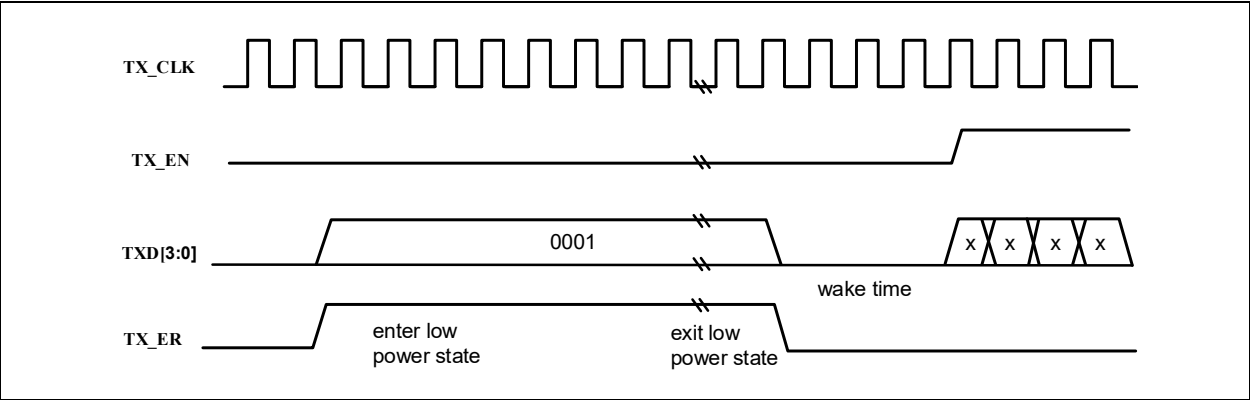 TX_CLK
TX_EN
TXD[3:0]
0001
x x x x
wake time
TX_ER
enter low
power state
exit low
power state